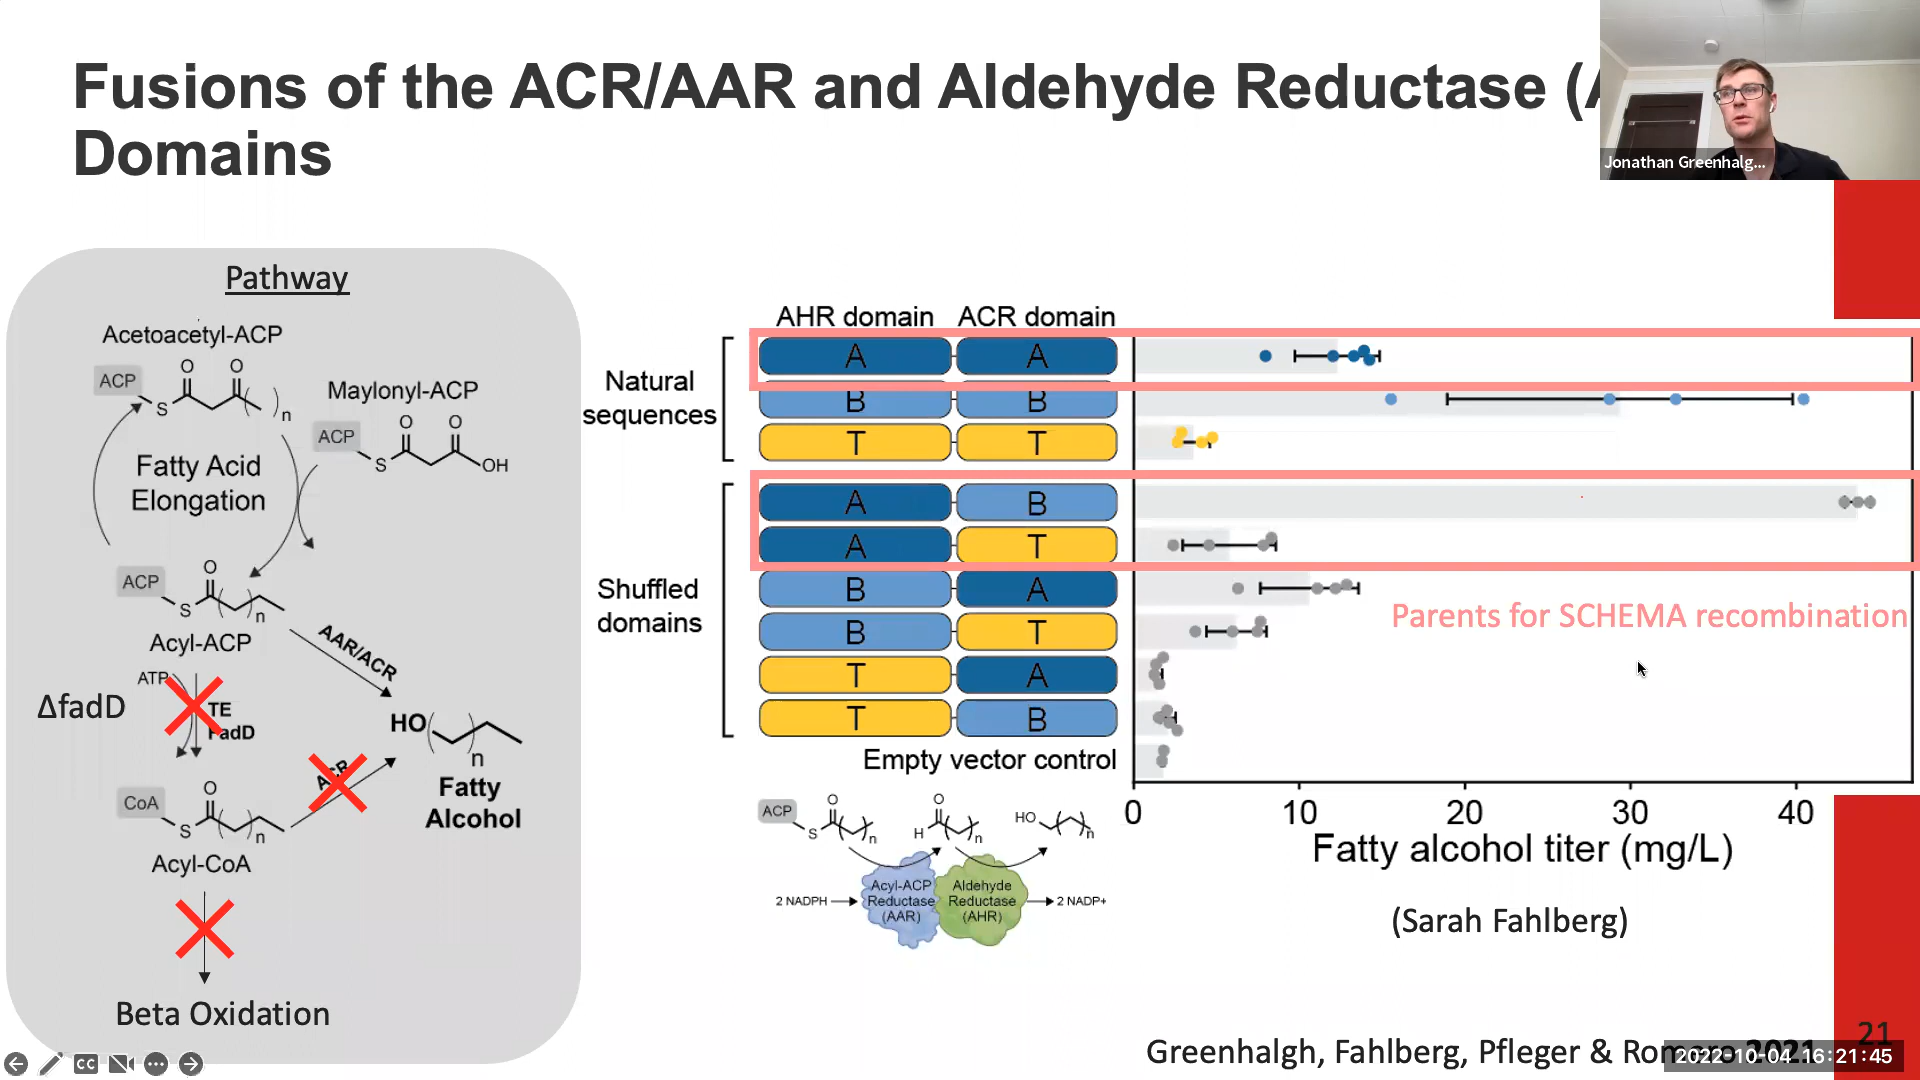 Fusions of the ACR/AAR and Aldehyde Reductase (A
Domains
Jonathan Greenhalg...
Pathway
Acetoacetyl-ACP
ACP
S
O
O
n
Maylonyl-ACP
ACP
S
O
O
OH
Fatty Acid
Elongation
ACP
S
O
n
Acyl-ACP
AAR/ACR
ATP
ΔfadD
TE
FadD
HO
n
Fatty
Alcohol
ACR
CoA
S
O
n
Acyl-CoA
Beta Oxidation
AHR domain ACR domain
Natural
sequences
A A
B B
T T
Shuffled
domains
A B
A T
B A
B T
T A
T B
Empty vector control
Parents for SCHEMA recombination
0 10 20 30 40
Fatty alcohol titer (mg/L)
ACP
S
O
n
H
O
n
HO
n
2 NADPH
Acyl-ACP
Reductase
(AAR)
Aldehyde
Reductase
(AHR)
2 NADP+
(Sarah Fahlberg)
Greenhalgh, Fahlberg, Pfleger & Romero 2021
21
2022-10-04 16:21:45
CC